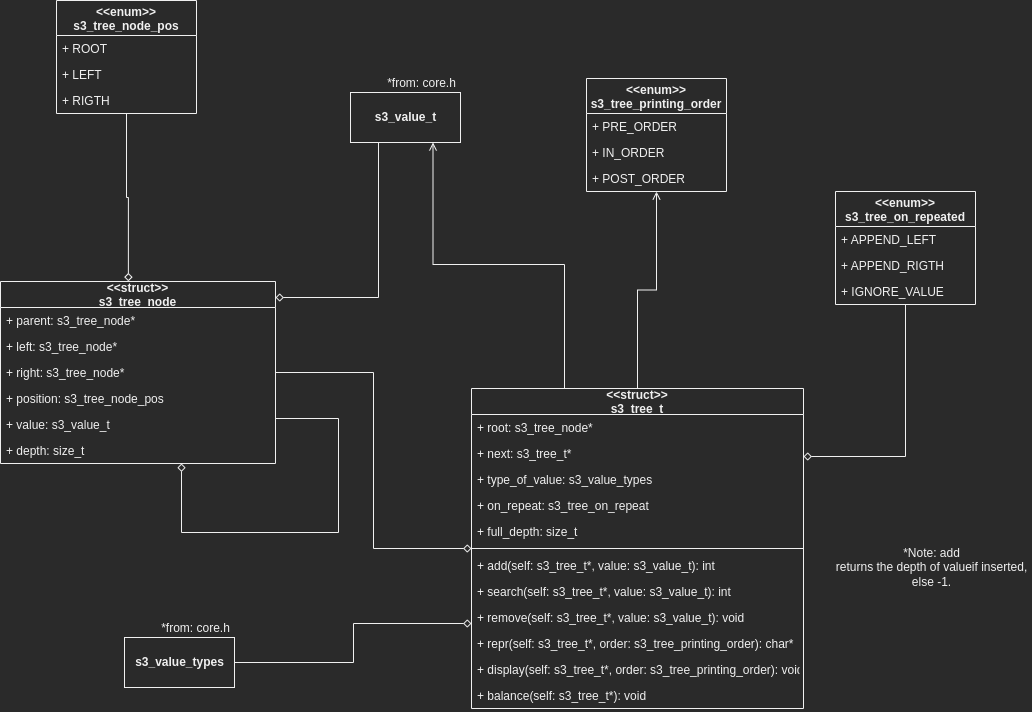 <<enum>>
s3_tree_node_pos
+ ROOT
+ LEFT
+ RIGTH
*from: core.h
s3_value_t
<<enum>>
s3_tree_printing_order
+ PRE_ORDER
+ IN_ORDER
+ POST_ORDER
<<enum>>
s3_tree_on_repeated
+ APPEND_LEFT
+ APPEND_RIGTH
+ IGNORE_VALUE
<<struct>>
s3_tree_node
+ parent: s3_tree_node*
+ left: s3_tree_node*
+ right: s3_tree_node*
+ position: s3_tree_node_pos
+ value: s3_value_t
+ depth: size_t
<<struct>>
s3_tree_t
+ root: s3_tree_node*
+ next: s3_tree_t*
+ type_of_value: s3_value_types
+ on_repeat: s3_tree_on_repeat
+ full_depth: size_t
+ add(self: s3_tree_t*, value: s3_value_t): int
+ search(self: s3_tree_t*, value: s3_value_t): int
+ remove(self: s3_tree_t*, value: s3_value_t): void
+ repr(self: s3_tree_t*, order: s3_tree_printing_order): char*
+ display(self: s3_tree_t*, order: s3_tree_printing_order): voi
+ balance(self: s3_tree_t*): void
*Note: add
returns the depth of valueif inserted,
else -1.
*from: core.h
s3_value_types